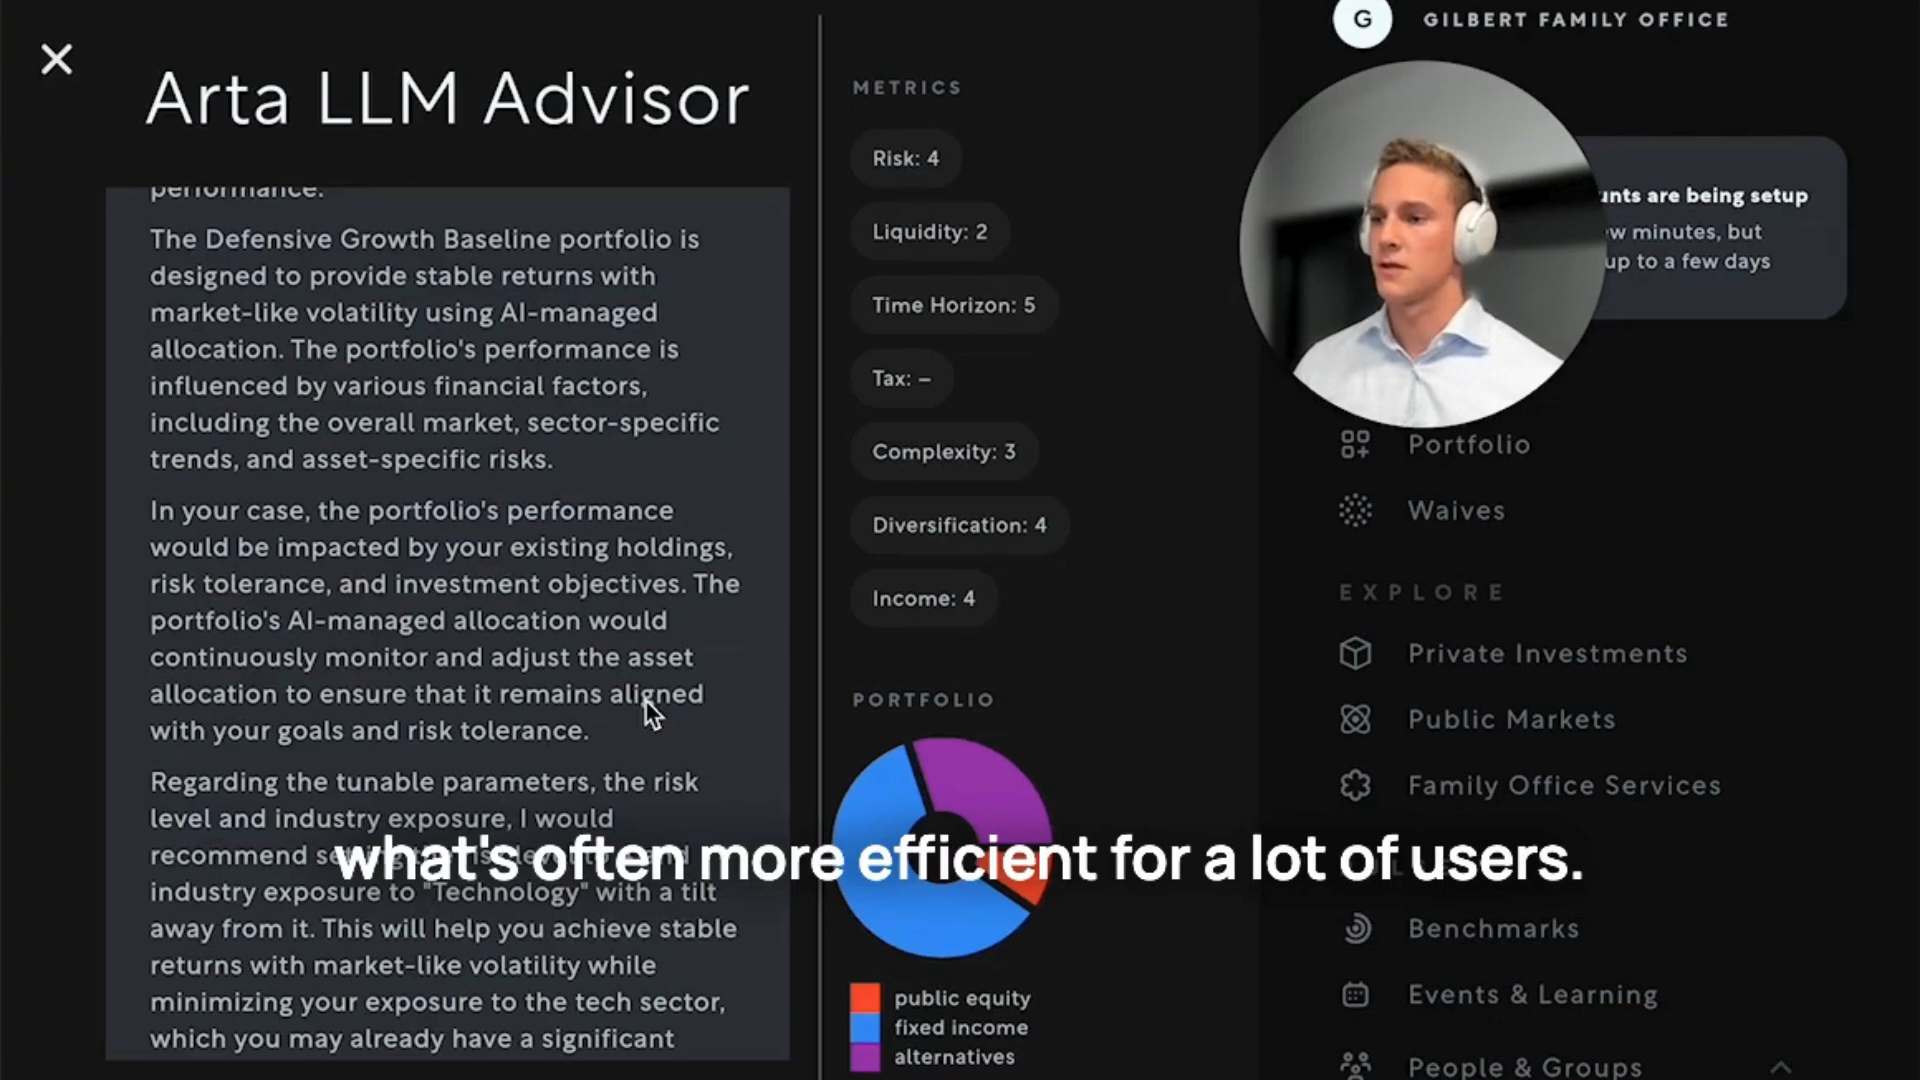 Arta LLM Advisor
performance.
The Defensive Growth Baseline portfolio is
designed to provide stable returns with
market-like volatility using AI-managed
allocation. The portfolio's performance is
influenced by various financial factors,
including the overall market, sector-specific
trends, and asset-specific risks.
In your case, the portfolio's performance
would be impacted by your existing holdings,
risk tolerance, and investment objectives. The
portfolio's AI-managed allocation would
continuously monitor and adjust the asset
allocation to ensure that it remains aligned
with your goals and risk tolerance.
Regarding the tunable parameters, the risk
level and industry exposure, I would
recommend
industry exposure to "Technology" with a tilt
away from it. This will help you achieve stable
returns with market-like volatility while
minimizing your exposure to the tech sector,
which you may already have a significant
METRICS
Risk: 4
Liquidity: 2
Time Horizon: 5
Tax: –
Complexity: 3
Diversification: 4
Income: 4
PORTFOLIO
public equity
fixed income
alternatives
G
GILBERT FAMILY OFFICE
are being setup
minutes, but
up to a few days
Portfolio
Waives
EXPLORE
Private Investments
Public Markets
Family Office Services
Benchmarks
Events & Learning
People & Groups
what's often more efficient for a lot of users.